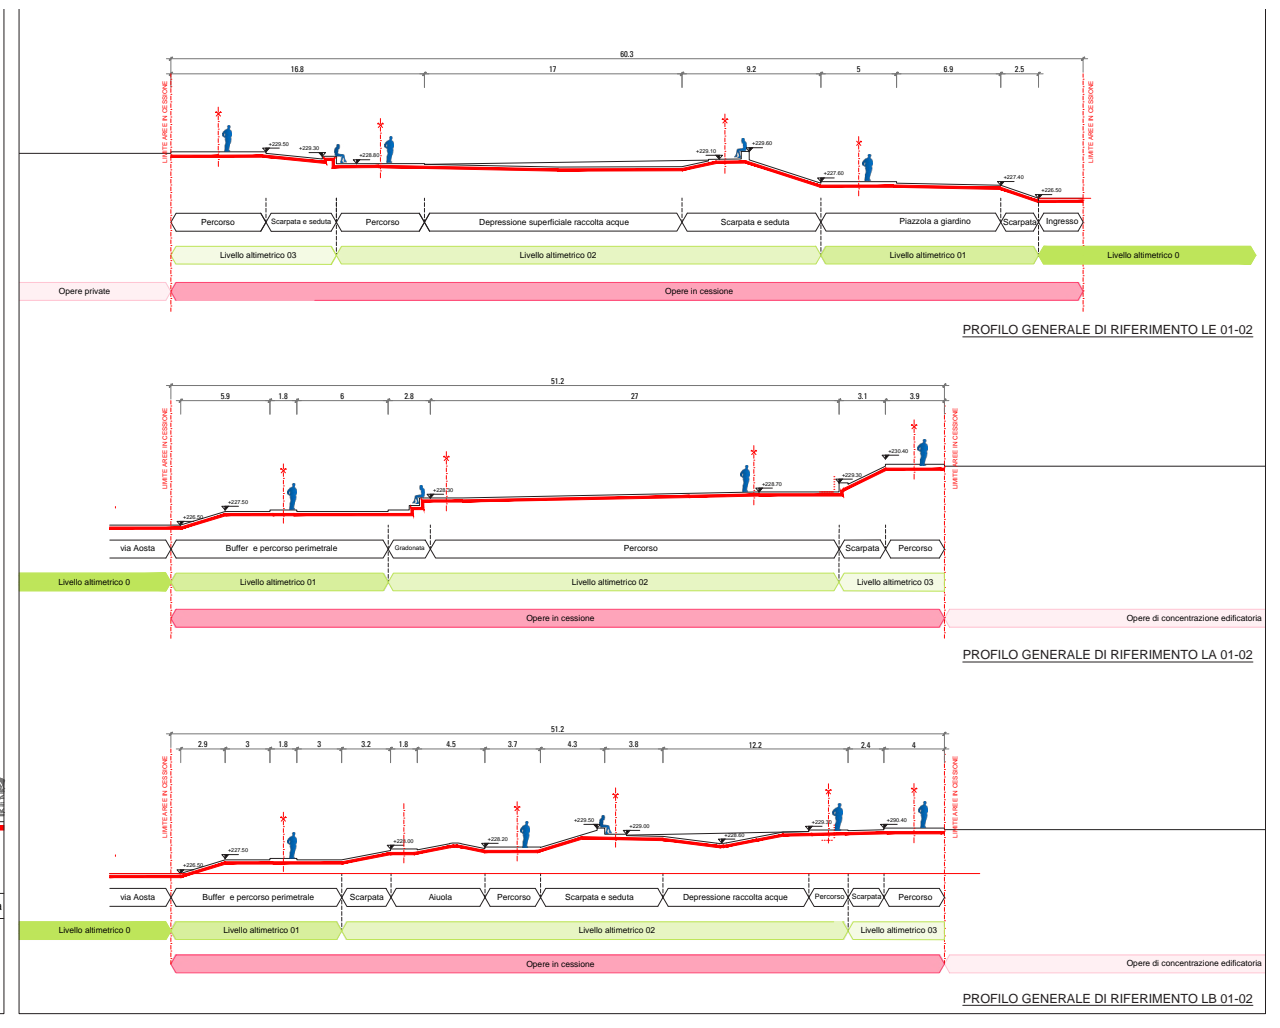 60.3
16.8 17 9.2 5 6.9 2.5
LIMITE AREE IN CESSIONE
LIMITE AREE IN CESSIONE
+229.50 +229.30 +228.80 +229.10 +229.60 +227.60 +227.40 +226.50
Percorso Scarpata e seduta Percorso Depressione superficiale raccolta acque Scarpata e seduta Piazzola a giardino Scarpata Ingresso
Livello altimetrico 03 Livello altimetrico 02 Livello altimetrico 01 Livello altimetrico 0
Opere private Opere in cessione
PROFILO GENERALE DI RIFERIMENTO LE 01-02
51.2
5.9 1.8 6 2.8 27 3.1 3.9
LIMITE AREE IN CESSIONE
LIMITE AREE IN CESSIONE
+226.50 +227.50 +228.30 +228.70 +229.30 +230.40
via Aosta Buffer e percorso perimetrale Gradonata Percorso Scarpata Percorso
Livello altimetrico 0 Livello altimetrico 01 Livello altimetrico 02 Livello altimetrico 03
Opere in cessione Opere di concentrazione edificatoria
PROFILO GENERALE DI RIFERIMENTO LA 01-02
51.2
2.9 3 1.8 3 3.2 1.8 4.5 3.7 4.3 3.8 12.2 2.4 4
LIMITE AREE IN CESSIONE
LIMITE AREE IN CESSIONE
+226.50 +227.50 +228.00 +228.20 +229.50 +229.00 +228.60 +290.40
via Aosta Buffer e percorso perimetrale Scarpata Aiuola Percorso Scarpata e seduta Depressione raccolta acque Percorso Scarpata Percorso
Livello altimetrico 0 Livello altimetrico 01 Livello altimetrico 02 Livello altimetrico 03
Opere in cessione Opere di concentrazione edificatoria
PROFILO GENERALE DI RIFERIMENTO LB 01-02